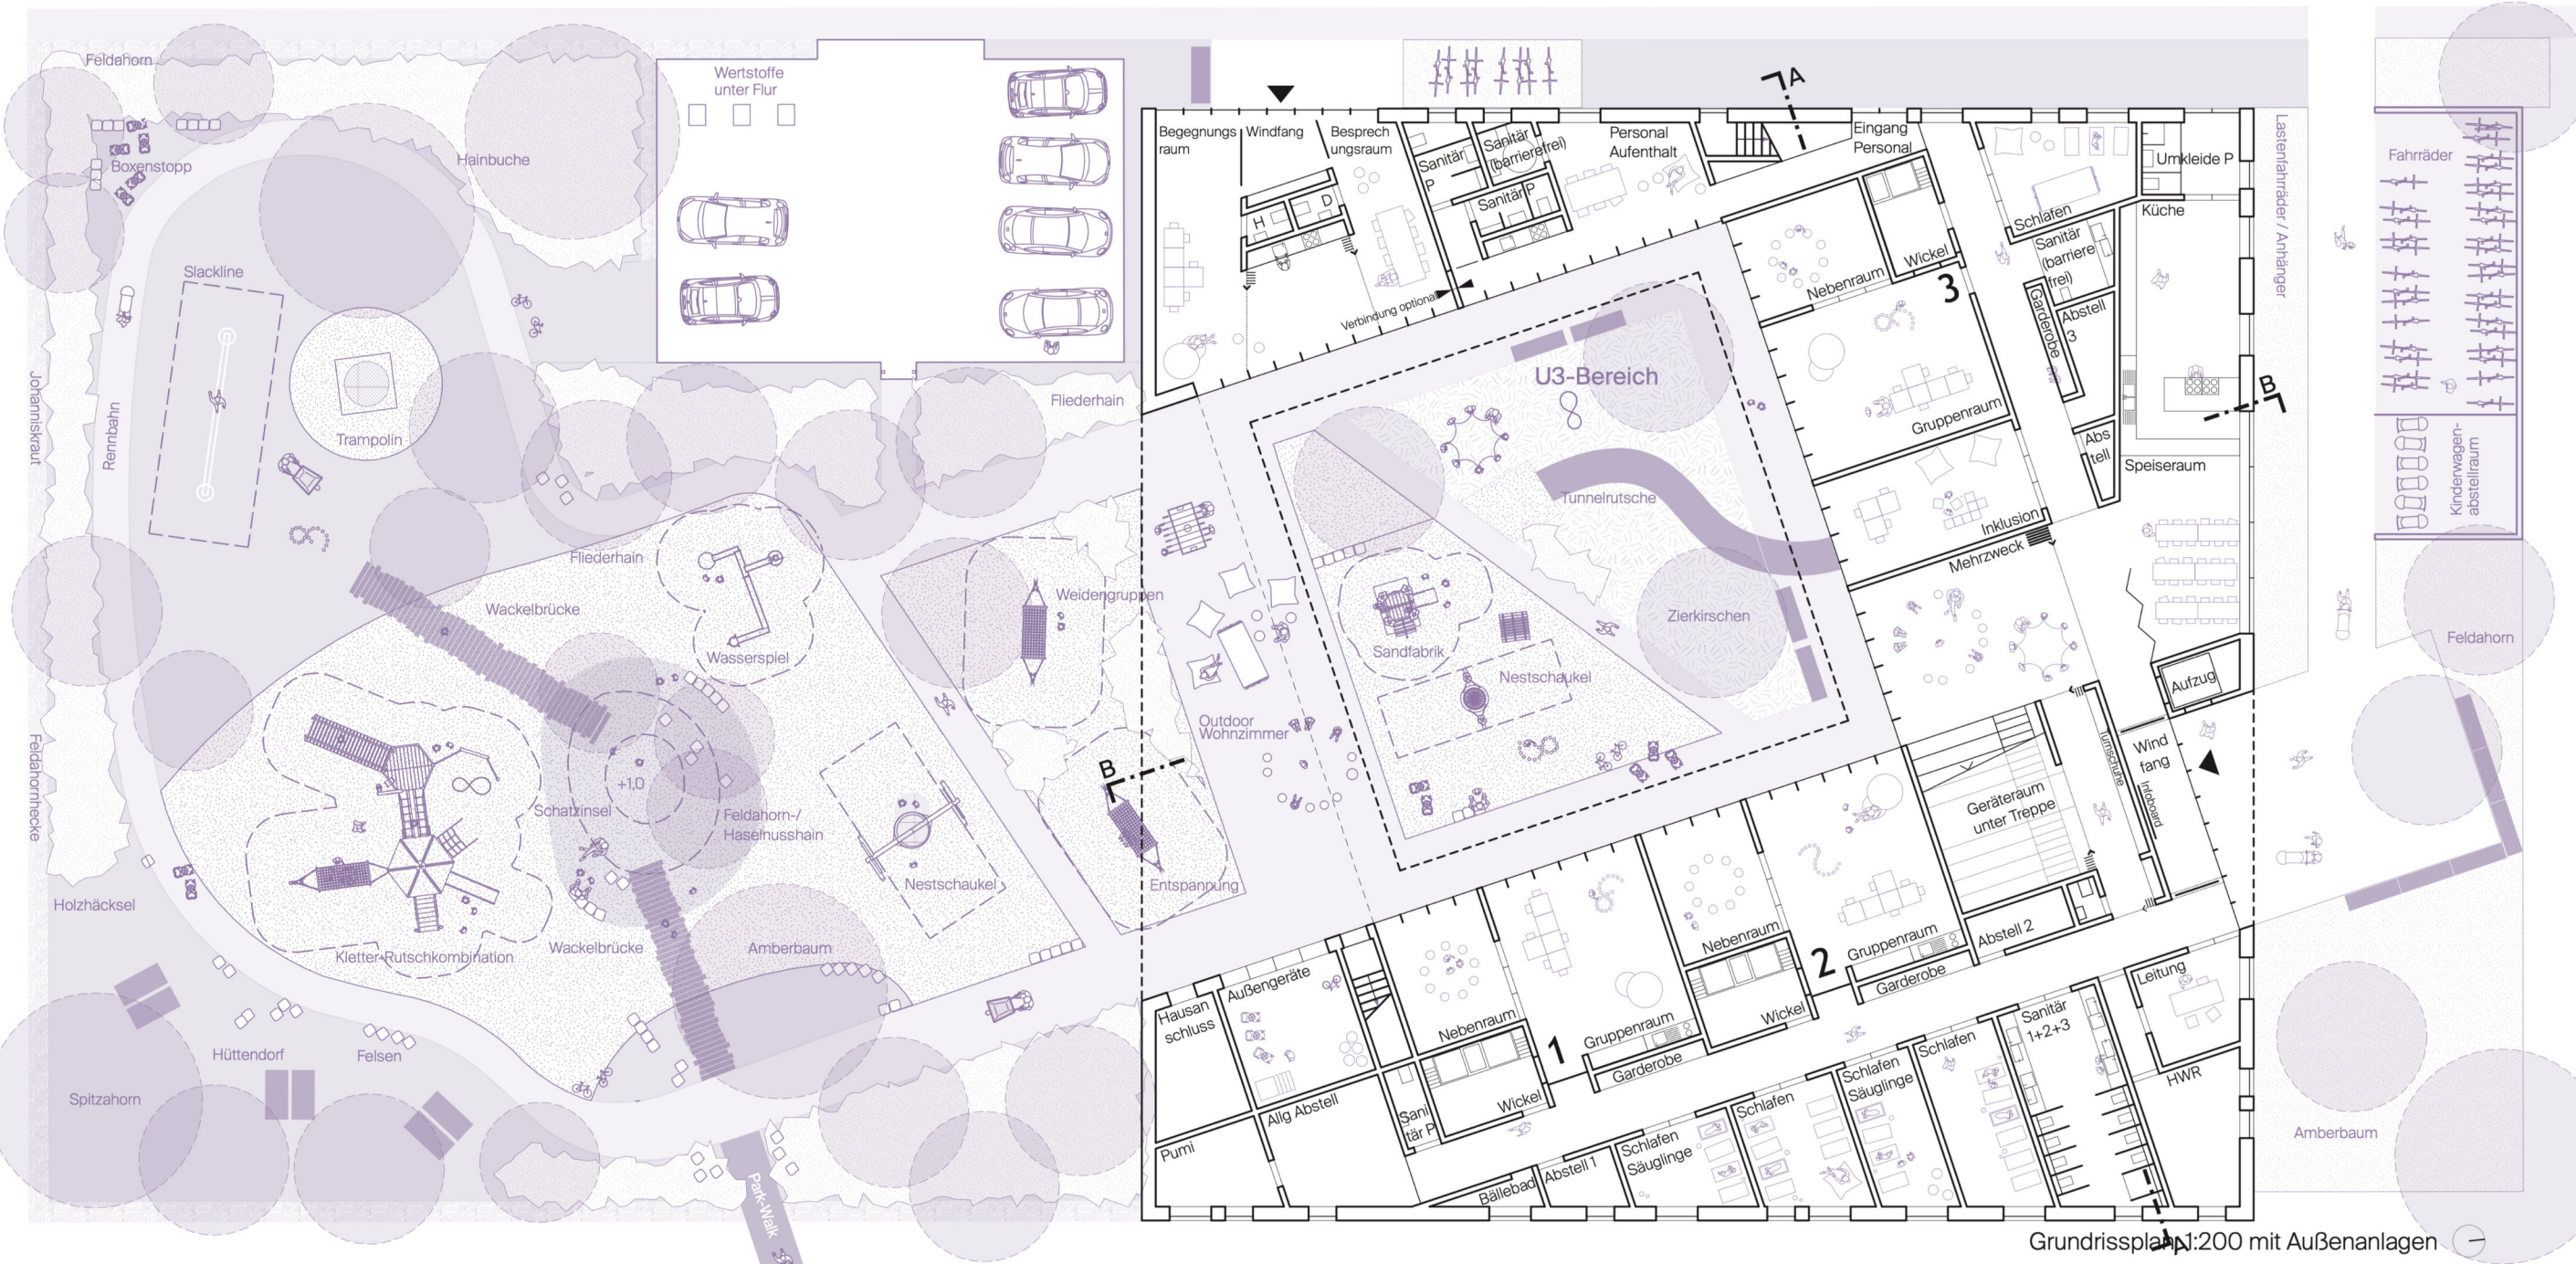 Feldahorn
Boxenstopp
Hainbuche
Slackline
Trampolin
Johanniskraut
Rennbahn
Feldahornhecke
Wertstoffe
unter Flur
Fliederhain
Fliederhain
Wackelbrücke
Wasserspiel
Weidengruppen
Schatzinsel
+1,0
Feldahorn-/
Haselnusshain
Nestschaukel
Entspannung
Holzhäcksel
Kletter-Rutschkombination
Wackelbrücke
Amberbaum
Hüttendorf
Felsen
Spitzahorn
Park-Walk
Begegnungs
raum
Windfang
Besprech
ungsraum
H
D
Sanitär
P
Sanitär
(barrierefrei)
Sanitär P
Personal
Aufenthalt
A
Eingang
Personal
Verbindung optional
Nebenraum
Wickel
3
Schlafen
Umkleide P
Küche
Sanitär
(barriere
frei)
Garderobe
Abstell
3
Gruppenraum
Abs
tell
Speiseraum
B
Inklusion
Mehrzweck
Aufzug
U3-Bereich
Tunnelrutsche
Zierkirschen
Sandfabrik
Nestschaukel
Outdoor
Wohnzimmer
B
Wind
fang
Turnschuhe
Infoboard
Geräteraum
unter Treppe
Nebenraum
Gruppenraum
2
Wickel
Garderobe
Abstell 2
Leitung
Hausan
schluss
Außengeräte
Nebenraum
Gruppenraum
1
Wickel
Garderobe
Allg Abstell
Sani
tär P
Pumi
Bällebad
Abstell 1
Schlafen
Säuglinge
Schlafen
Schlafen
Säuglinge
Schlafen
Sanitär
1+2+3
HWR
A
Lastenfahrräder / Anhänger
Fahrräder
Kinderwagen-
abstellraum
Feldahorn
Amberbaum
Grundrissplan 1:200 mit Außenanlagen